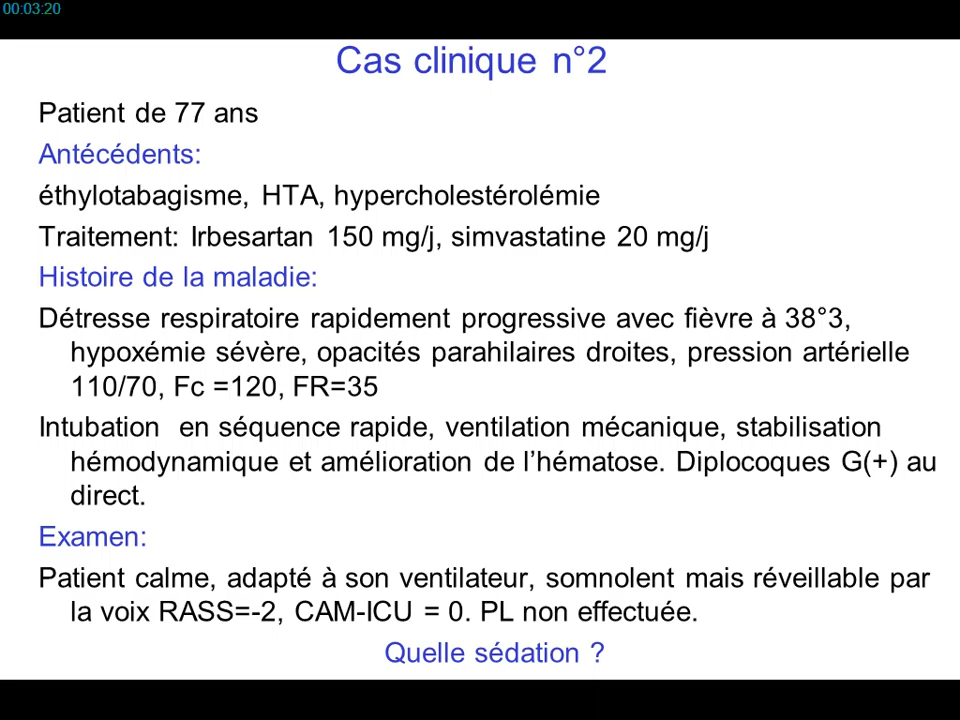 00:03:20
Cas clinique n°2
Patient de 77 ans
Antécédents:
éthylotabagisme, HTA, hypercholestérolémie
Traitement: Irbesartan 150 mg/j, simvastatine 20 mg/j
Histoire de la maladie:
Détresse respiratoire rapidement progressive avec fièvre à 38°3,
hypoxémie sévère, opacités parahilaires droites, pression artérielle
110/70, Fc =120, FR=35
Intubation en séquence rapide, ventilation mécanique, stabilisation
hémodynamique et amélioration de l'hématose. Diplocoques G(+) au
direct.
Examen:
Patient calme, adapté à son ventilateur, somnolent mais réveillable par
la voix RASS=-2, CAM-ICU = 0. PL non effectuée.
Quelle sédation ?